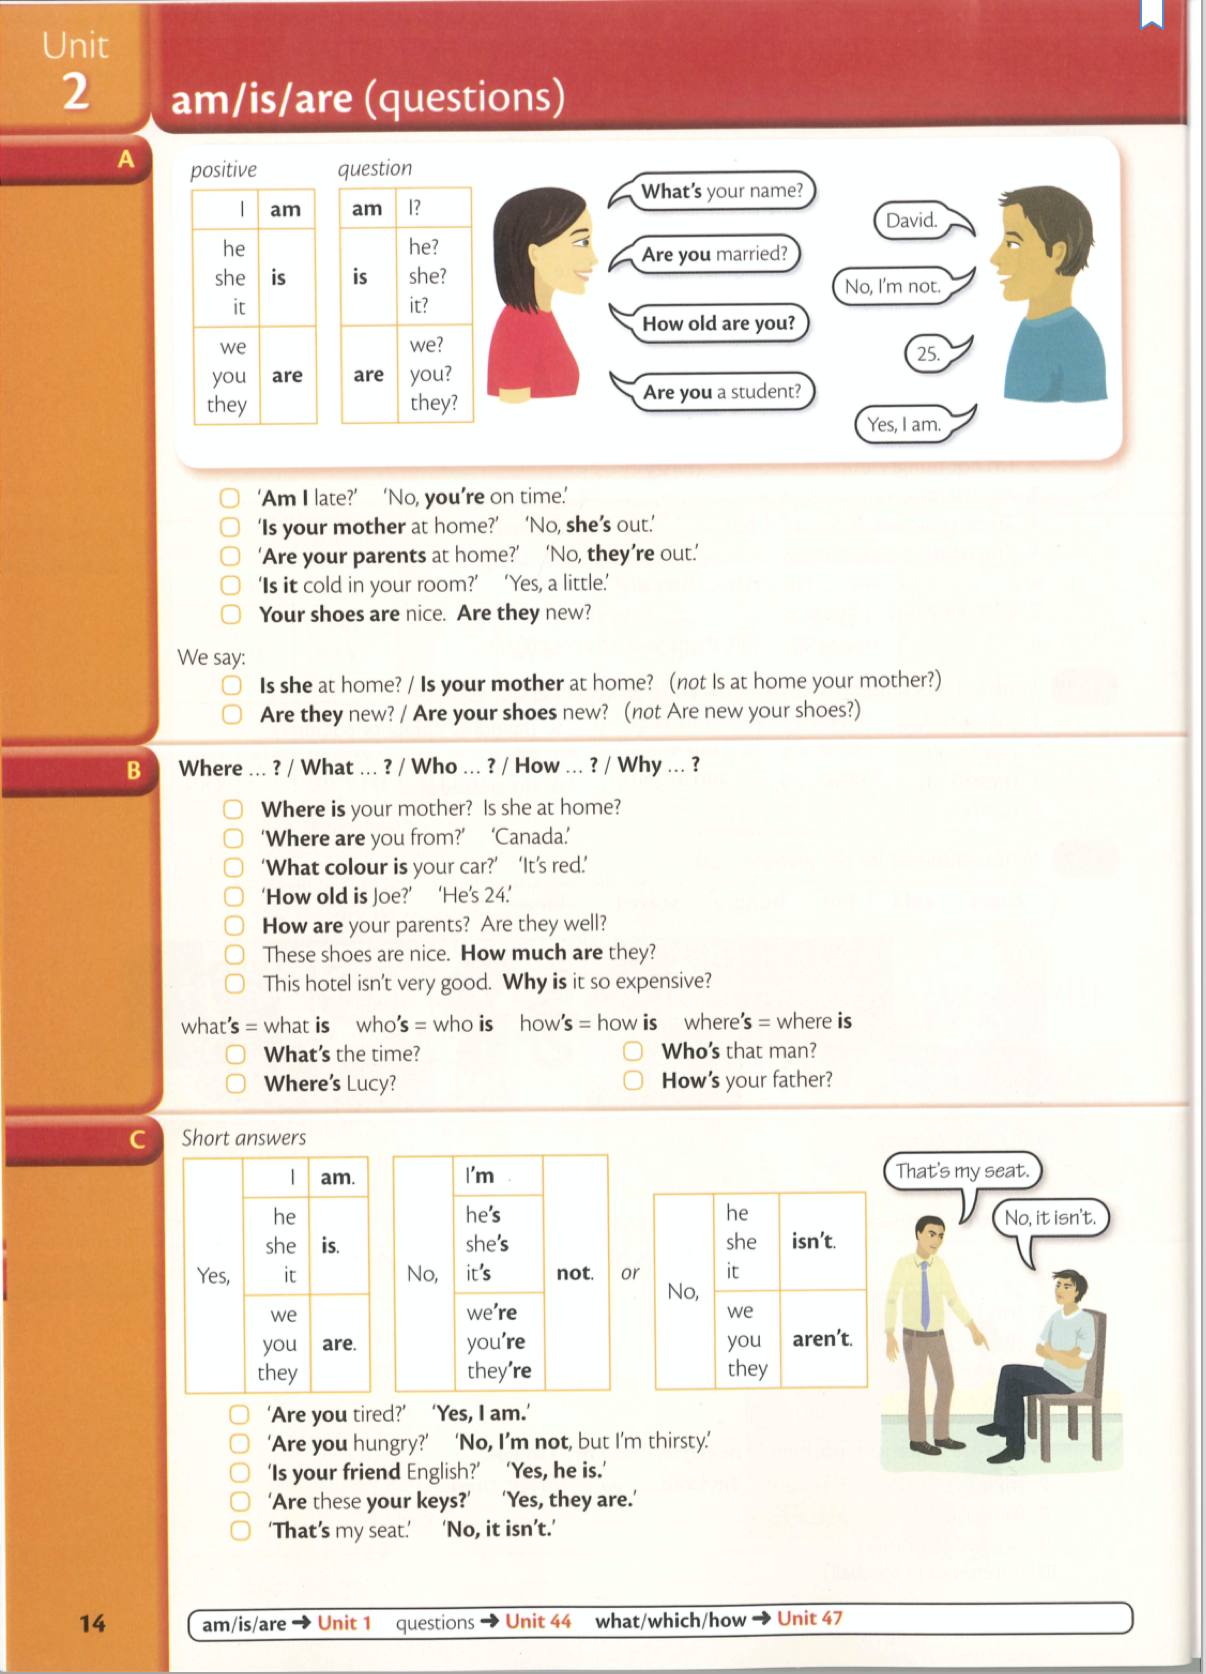 Unit
2
am/is/are (questions)
A
positive
I am
he
she is
it
we
you are
they
question
am I?
he?
is she?
it?
we?
are you?
they?
What's your name?
David.
Are you married?
No, I'm not.
How old are you?
25.
Are you a student?
Yes, I am.
'Am I late?' 'No, you're on time.'
'Is your mother at home?' 'No, she's out.'
'Are your parents at home?' 'No, they're out.'
'Is it cold in your room?' 'Yes, a little.'
Your shoes are nice. Are they new?
We say:
Is she at home? / Is your mother at home? (not Is at home your mother?)
Are they new? / Are your shoes new? (not Are new your shoes?)
B
Where ... ? / What ... ? / Who ... ? / How ... ? / Why ... ?
Where is your mother? Is she at home?
'Where are you from?' 'Canada.'
'What colour is your car?' 'It's red.'
'How old is Joe?' 'He's 24.'
How are your parents? Are they well?
These shoes are nice. How much are they?
This hotel isn't very good. Why is it so expensive?
what's = what is who's = who is how's = how is where's = where is
What's the time?
Who's that man?
Where's Lucy?
How's your father?
C
Short answers
Yes,
I am.
he
she is.
it
we
you are.
they
No,
I'm
he's
she's
it's
we're
you're
they're
not.
or
No,
he
she isn't.
it
we
you aren't.
they
That's my seat.
No, it isn't.
'Are you tired?' 'Yes, I am.'
'Are you hungry?' 'No, I'm not, but I'm thirsty.'
'Is your friend English?' 'Yes, he is.'
'Are these your keys?' 'Yes, they are.'
'That's my seat.' 'No, it isn't.'
14
am/is/are ➜ Unit 1 questions ➜ Unit 44 what/which/how ➜ Unit 47